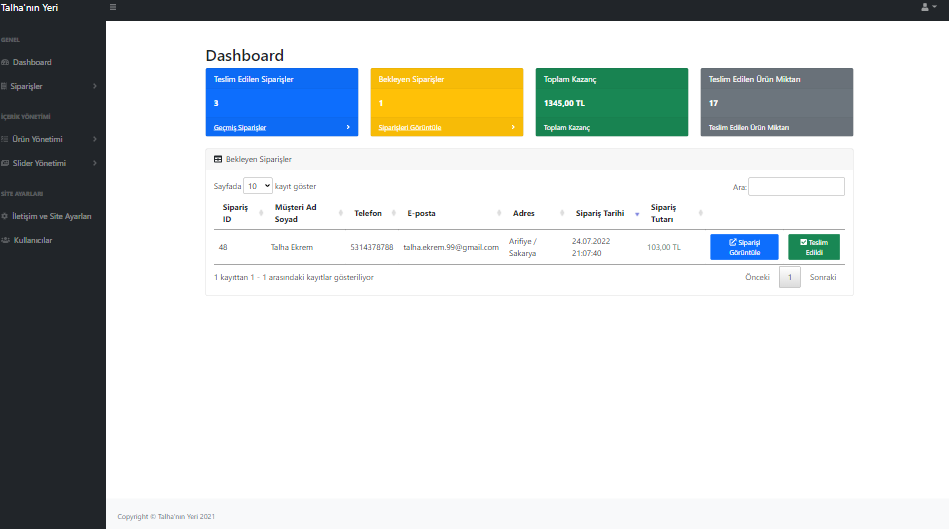 Talha'nın Yeri
GENEL
Dashboard
Siparişler
İÇERİK YÖNETİMİ
Ürün Yönetimi
Slider Yönetimi
SİTE AYARLARI
İletişim ve Site Ayarları
Kullanıcılar
Dashboard
Teslim Edilen Siparişler
3
Geçmiş Siparişler
Bekleyen Siparişler
1
Siparişleri Görüntüle
Toplam Kazanç
1345,00 TL
Toplam Kazanç
Teslim Edilen Ürün Miktarı
17
Teslim Edilen Ürün Miktarı
Bekleyen Siparişler
Sayfada 10 kayıt göster
Ara:
Sipariş ID
Müşteri Ad Soyad
Telefon
E-posta
Adres
Sipariş Tarihi
Sipariş Tutarı
48
Talha Ekrem
5314378788
talha.ekrem.99@gmail.com
Arifiye / Sakarya
24.07.2022 21:07:40
103,00 TL
Siparişi Görüntüle
Teslim Edildi
1 kayıttan 1 - 1 arasındaki kayıtlar gösteriliyor
Önceki 1 Sonraki
Copyright © Talha'nın Yeri 2021